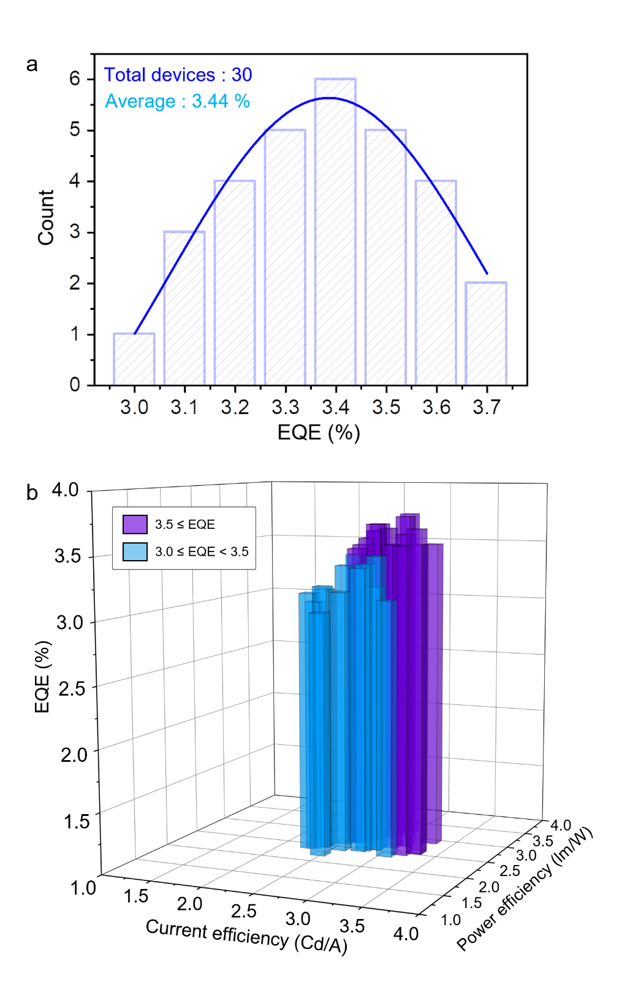 a
Total devices : 30
Average : 3.44 %
6
5
4
3
2
1
0
Count
3.0 3.1 3.2 3.3 3.4 3.5 3.6 3.7
EQE (%)
b
3.5 ≤ EQE
3.0 ≤ EQE < 3.5
4.0
3.5
3.0
2.5
2.0
1.5
1.0
EQE (%)
1.5
2.0
2.5
3.0
3.5
4.0
Current efficiency (Cd/A)
1.0
1.5
2.0
2.5
3.0
3.5
4.0
Power efficiency (lm/W)